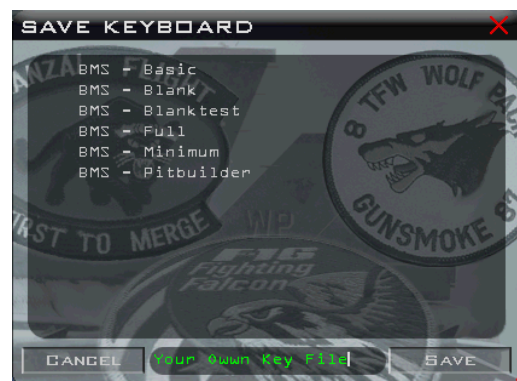 SAVE KEYBOARD
BMS - Basic
BMS - Blank
BMS - Blanktest
BMS - Full
BMS - Minimum
BMS - Pitbuilder
8 TFW WOLF PACK
GUNSMOKE 87
FIRST TO MERGE
WP
F-16
Fighting
Falcon
CANCEL
Your Owwn Key File
SAVE